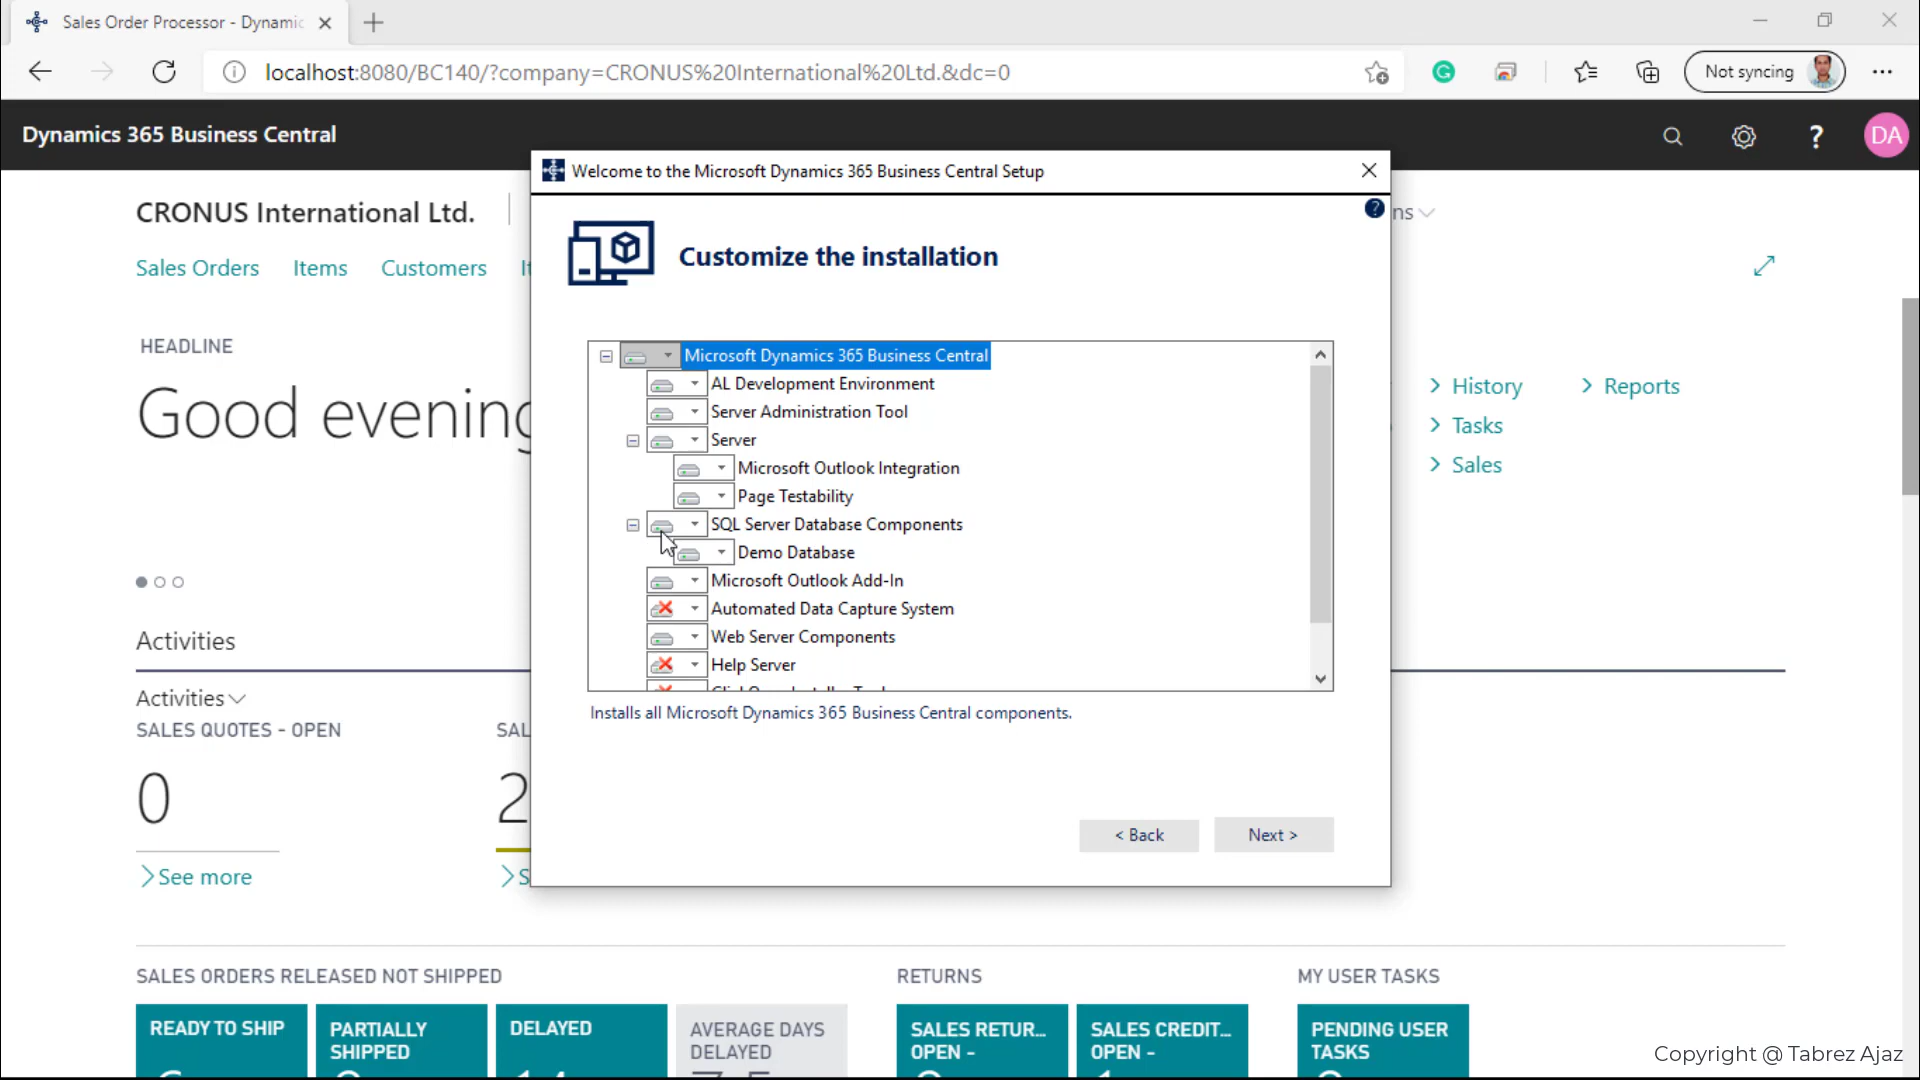 Sales Order Processor - Dynamic
localhost:8080/BC140/?company=CRONUS%20International%20Ltd.&dc=0
Not syncing
Dynamics 365 Business Central
?
DA
Welcome to the Microsoft Dynamics 365 Business Central Setup
CRONUS International Ltd.
?
ns
Customize the installation
Sales Orders
Items
Customers
It
HEADLINE
Good evening
History
Reports
Tasks
Sales
Microsoft Dynamics 365 Business Central
AL Development Environment
Server Administration Tool
Server
Microsoft Outlook Integration
Page Testability
SQL Server Database Components
Demo Database
Microsoft Outlook Add-In
Automated Data Capture System
Web Server Components
Help Server
Installs all Microsoft Dynamics 365 Business Central components.
< Back
Next >
Activities
Activities
SALES QUOTES - OPEN
SAL
0
2
See more
S
SALES ORDERS RELEASED NOT SHIPPED
RETURNS
MY USER TASKS
READY TO SHIP
PARTIALLY
SHIPPED
DELAYED
AVERAGE DAYS
DELAYED
SALES RETUR...
OPEN -
SALES CREDIT...
OPEN -
PENDING USER
TASKS
Copyright @ Tabrez Ajaz